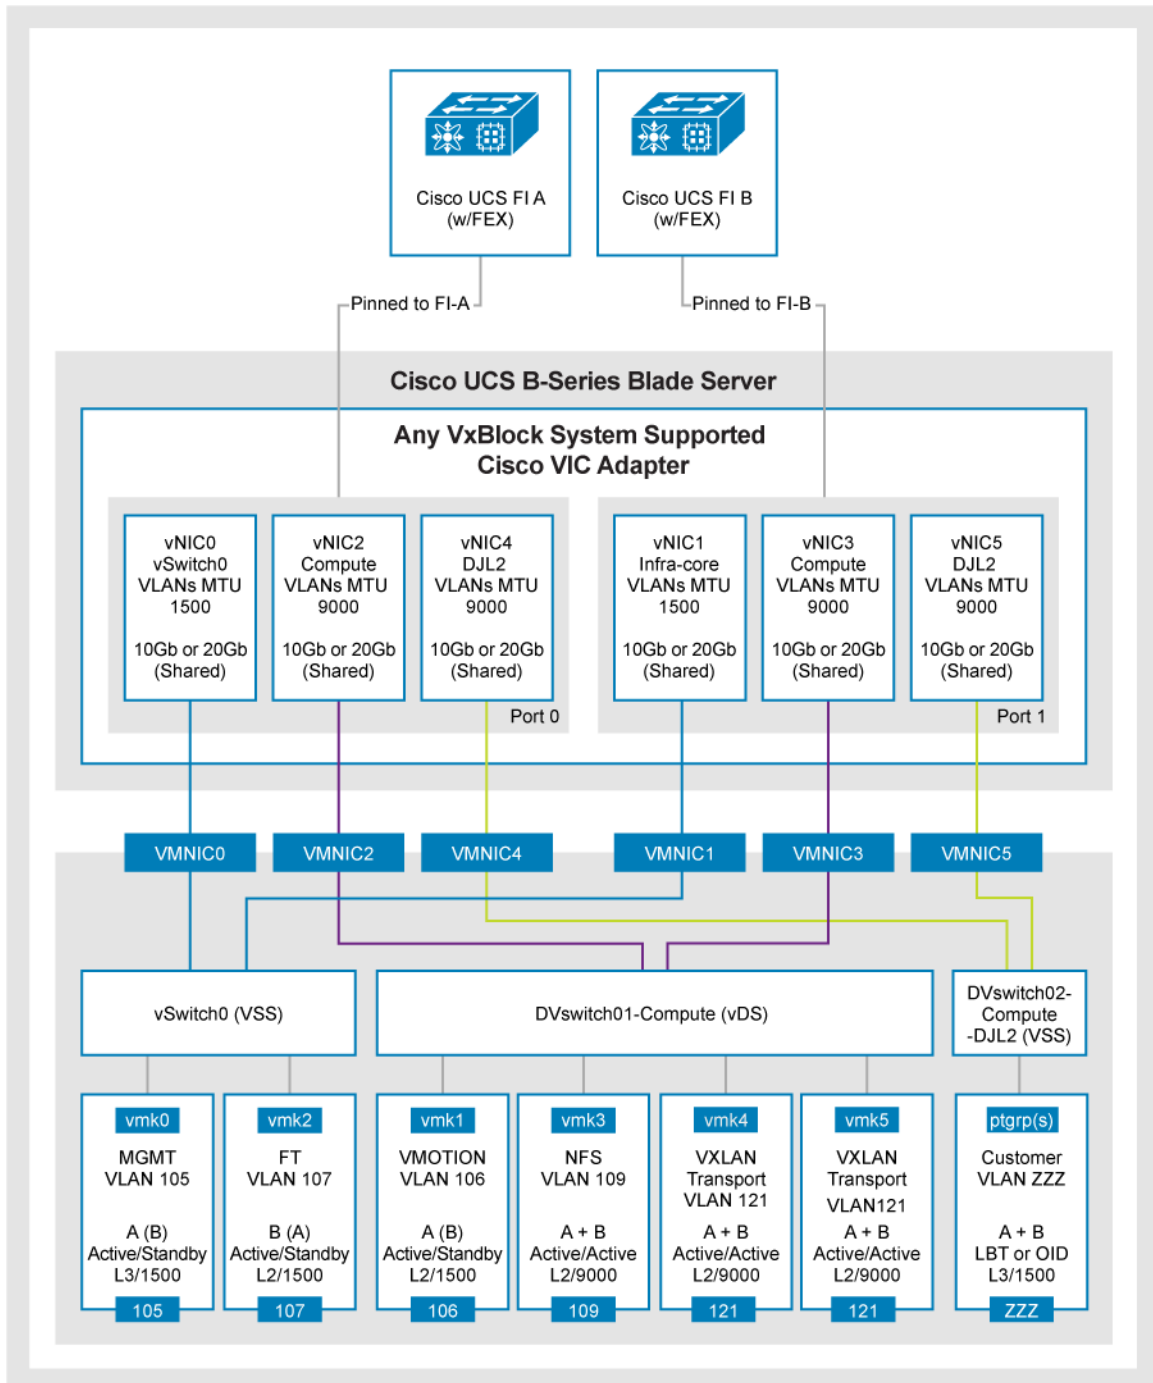 Cisco UCS FI A
(w/FEX)
Cisco UCS FI B
(w/FEX)
Pinned to FI-A
Pinned to FI-B
Cisco UCS B-Series Blade Server
Any VxBlock System Supported
Cisco VIC Adapter
vNIC0
vSwitch0
VLANs MTU
1500
10Gb or 20Gb
(Shared)
vNIC2
Compute
VLANs MTU
9000
10Gb or 20Gb
(Shared)
vNIC4
DJL2
VLANs MTU
9000
10Gb or 20Gb
(Shared)
Port 0
vNIC1
Infra-core
VLANs MTU
1500
10Gb or 20Gb
(Shared)
vNIC3
Compute
VLANs MTU
9000
10Gb or 20Gb
(Shared)
vNIC5
DJL2
VLANs MTU
9000
10Gb or 20Gb
(Shared)
Port 1
VMNIC0
VMNIC2
VMNIC4
VMNIC1
VMNIC3
VMNIC5
vSwitch0 (VSS)
DVswitch01-Compute (vDS)
DVswitch02-
Compute
-DJL2 (VSS)
vmk0
MGMT
VLAN 105
A (B)
Active/Standby
L3/1500
105
vmk2
FT
VLAN 107
B (A)
Active/Standby
L2/1500
107
vmk1
VMOTION
VLAN 106
A (B)
Active/Standby
L2/1500
106
vmk3
NFS
VLAN 109
A + B
Active/Active
L2/9000
109
vmk4
VXLAN
Transport
VLAN 121
A + B
Active/Active
L2/9000
121
vmk5
VXLAN
Transport
VLAN121
A + B
Active/Active
L2/9000
121
ptgrp(s)
Customer
VLAN ZZZ
A + B
LBT or OID
L3/1500
ZZZ